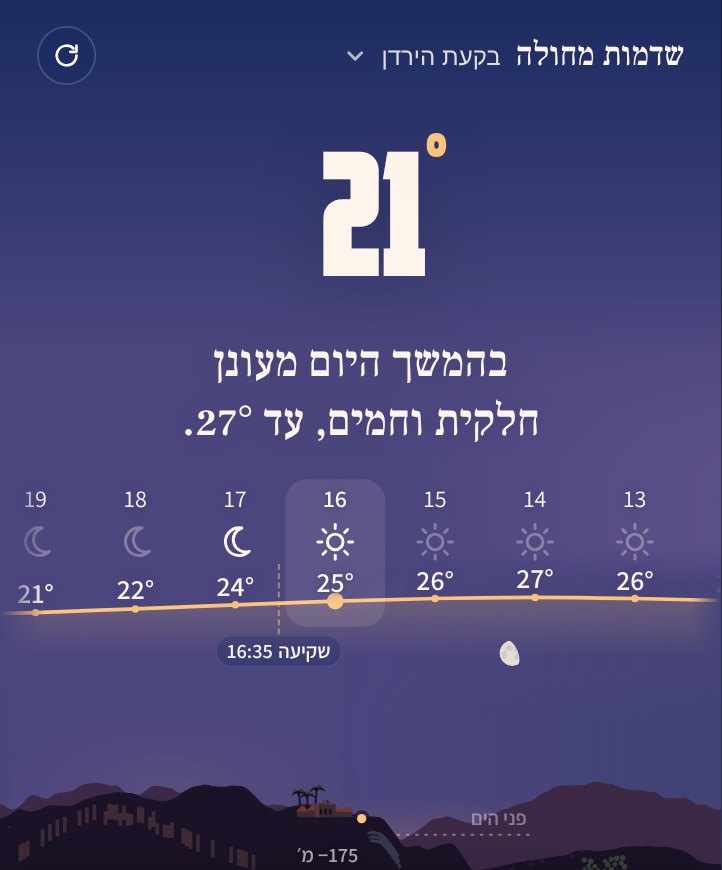 שדמות מחולה בקעת הירדן
21°
בהמשך היום מעונן
חלקית וחמים, עד 27°.
13 14 15 16 17 18 19
26° 27° 26° 25° 24° 22° 21°
שקיעה 16:35
פני הים
−175 מ׳